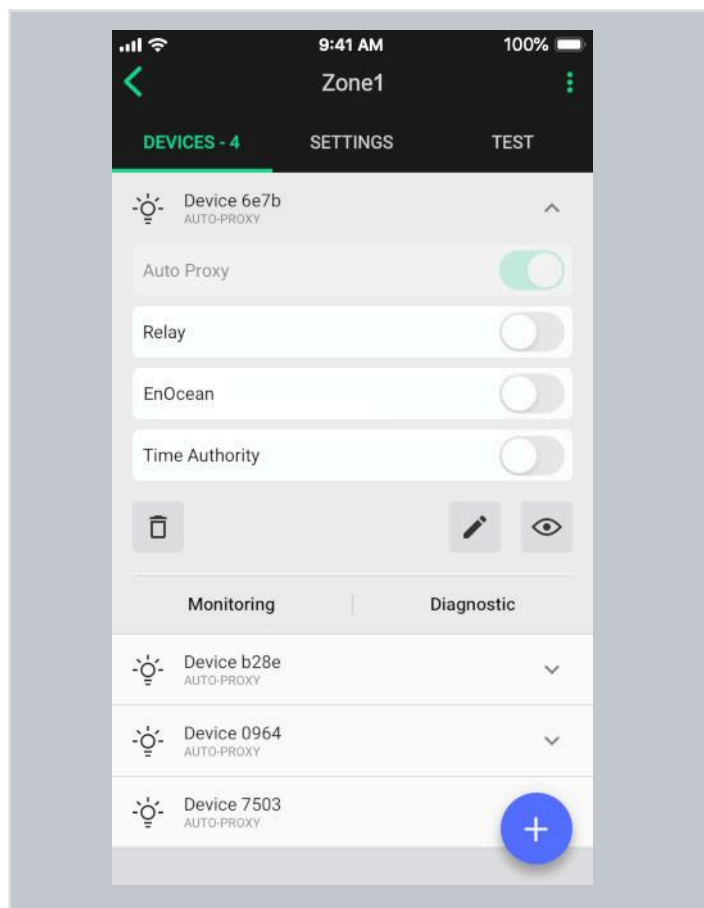 9:41 AM
100%
Zone1
DEVICES - 4
SETTINGS
TEST
Device 6e7b
AUTO-PROXY
Auto Proxy
Relay
EnOcean
Time Authority
Monitoring
Diagnostic
Device b28e
AUTO-PROXY
Device 0964
AUTO-PROXY
Device 7503
AUTO-PROXY